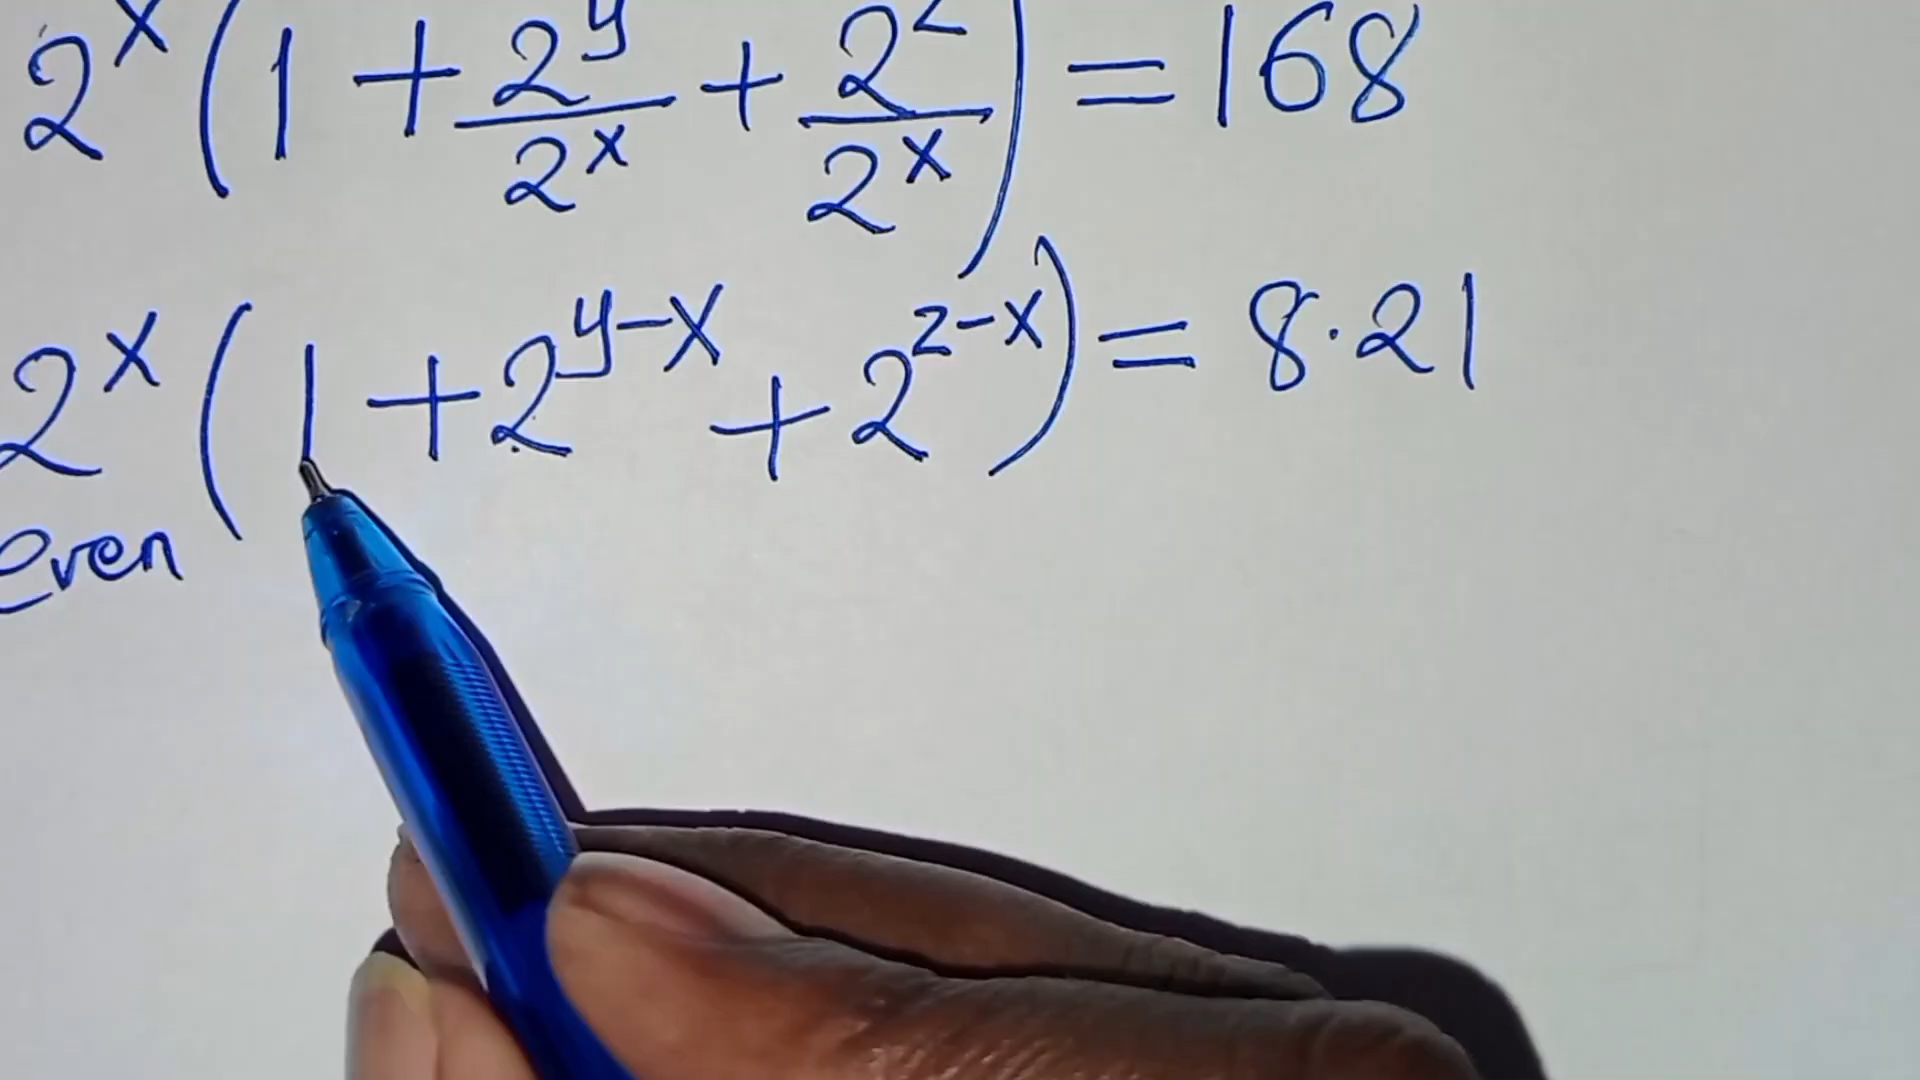 2^x (1 + 2^y/2^x + 2^z/2^x) = 168
2^x (1 + 2^(y-x) + 2^(z-x)) = 8·21
even